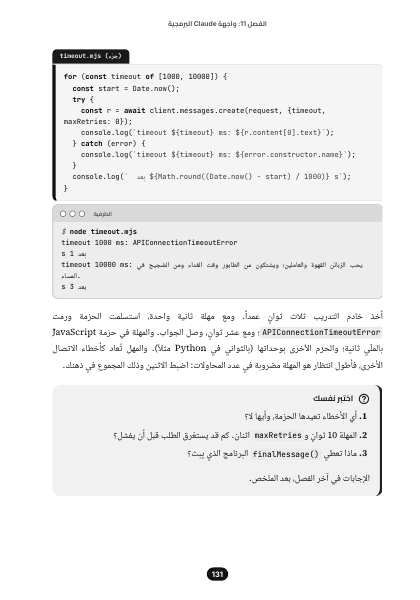 الفصل 11: واجهة Claude البرمجية
timeout.mjs (جزء)
for (const timeout of [1000, 10000]) {
  const start = Date.now();
  try {
    const r = await client.messages.create(request, {timeout,
maxRetries: 0});
    console.log(`timeout ${timeout} ms: ${r.content[0].text}`);
  } catch (error) {
    console.log(`timeout ${timeout} ms: ${error.constructor.name}`);
  }
  console.log(`  بعد ${Math.round((Date.now() - start) / 1000)} s`);
}
الطرفية
$ node timeout.mjs
timeout 1000 ms: APIConnectionTimeoutError
بعد 1 s
timeout 10000 ms: يحب الزبائن القهوة والعاملين؛ ويشتكون من الطابور وقت الغداء ومن الضجيج في
المساء.
بعد 3 s
أخذ خادم التدريب ثلاث ثوانٍ عمداً. ومع مهلة ثانية واحدة، استسلمت الحزمة ورمت
APIConnectionTimeoutError؛ ومع عشر ثوانٍ، وصل الجواب. والمهلة في حزمة JavaScript
بالملّي ثانية؛ والحزم الأخرى بوحداتها (بالثواني في Python مثلاً). والمهل تُعاد كأخطاء الاتصال
الأخرى، فأطول انتظار هو المهلة مضروبة في عدد المحاولات: اضبط الاثنين وذلك المجموع في ذهنك.
اختبر نفسك
1. أي الأخطاء تعيدها الحزمة، وأيها لا؟
2. المهلة 10 ثوانٍ و maxRetries اثنان. كم قد يستغرق الطلب قبل أن يفشل؟
3. ماذا تعطي finalMessage() البرنامج الذي يبث؟
الإجابات في آخر الفصل، بعد الملخص.
131